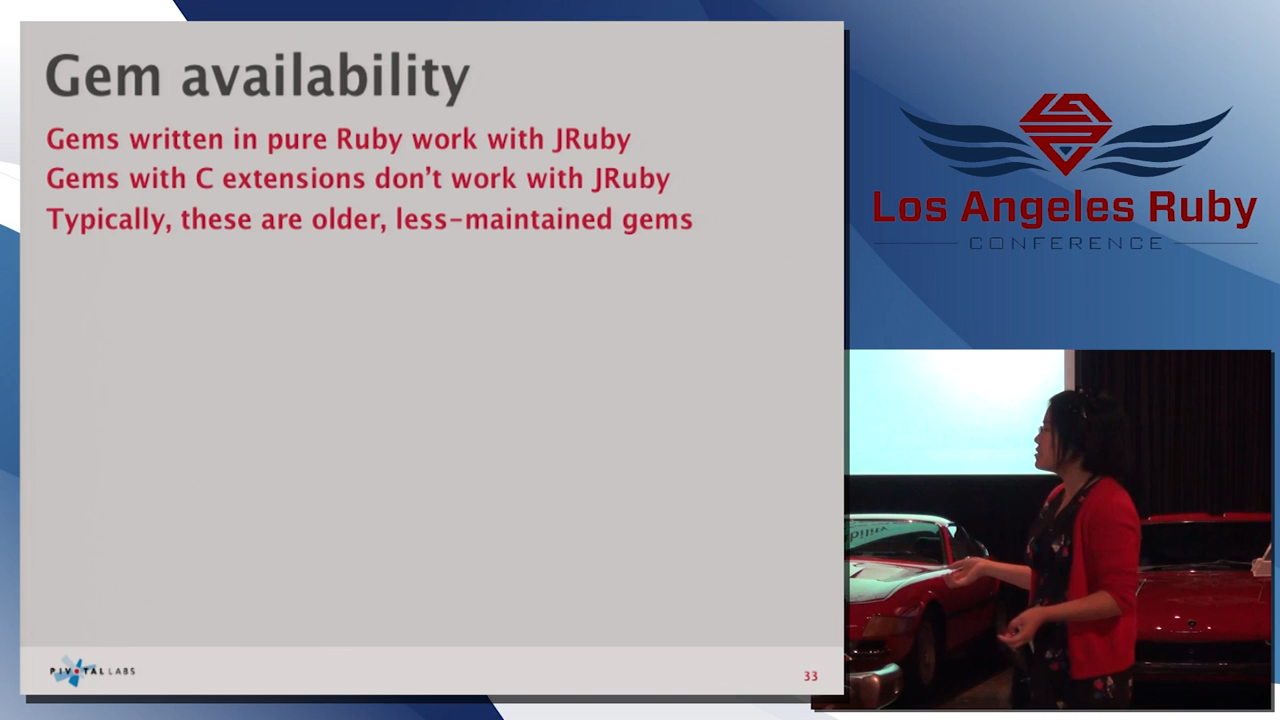 Gem availability
Gems written in pure Ruby work with JRuby
Gems with C extensions don't work with JRuby
Typically, these are older, less-maintained gems
PIVOTAL LABS
33
Los Angeles Ruby
CONFERENCE